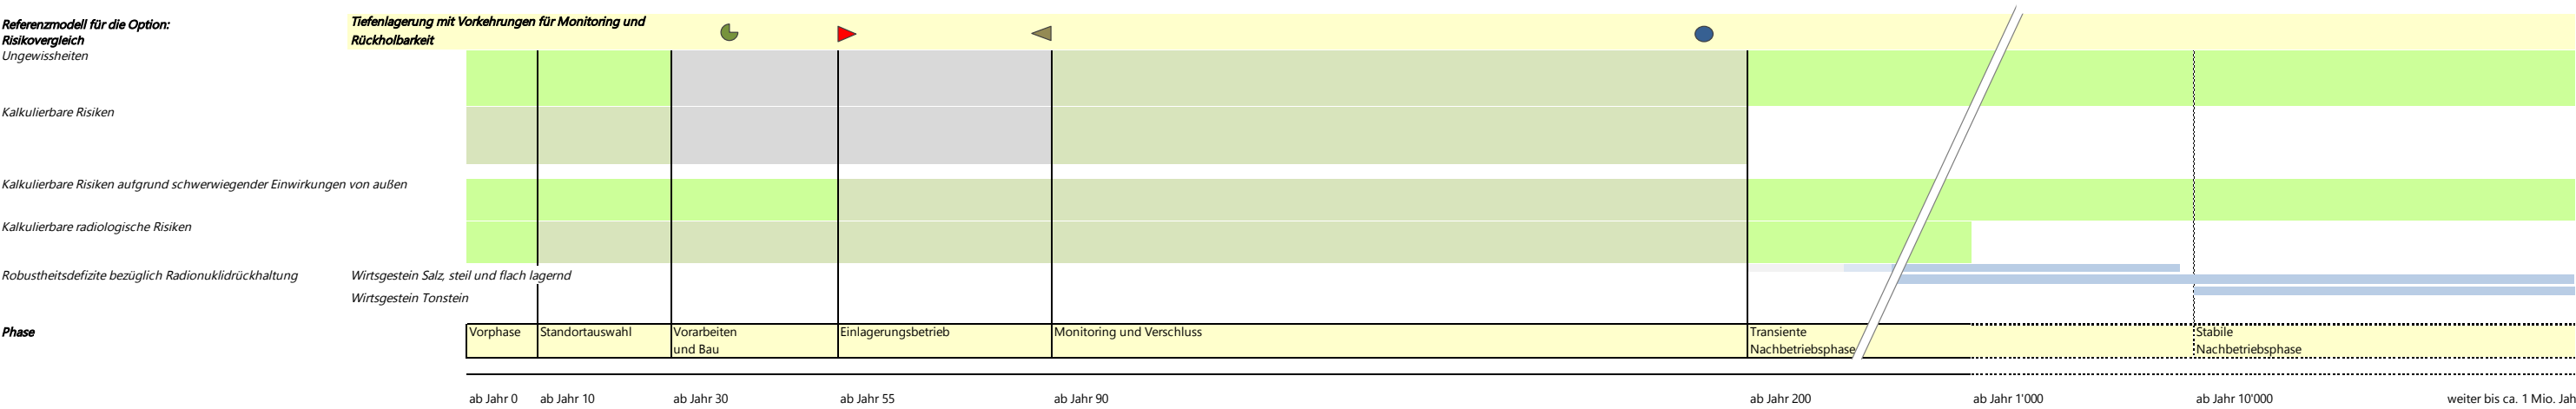 Referenzmodell für die Option:
Risikovergleich
Tiefenlagerung mit Vorkehrungen für Monitoring und
Rückholbarkeit
Ungewissheiten
Kalkulierbare Risiken
Kalkulierbare Risiken aufgrund schwerwiegender Einwirkungen von außen
Kalkulierbare radiologische Risiken
Robustheitsdefizite bezüglich Radionuklidrückhaltung
Wirtsgestein Salz, steil und flach lagernd
Wirtsgestein Tonstein
Phase
Vorphase
Standortauswahl
Vorarbeiten
und Bau
Einlagerungsbetrieb
Monitoring und Verschluss
Transiente
Nachbetriebsphase
Stabile
Nachbetriebsphase
ab Jahr 0
ab Jahr 10
ab Jahr 30
ab Jahr 55
ab Jahr 90
ab Jahr 200
ab Jahr 1'000
ab Jahr 10'000
weiter bis ca. 1 Mio. Jah